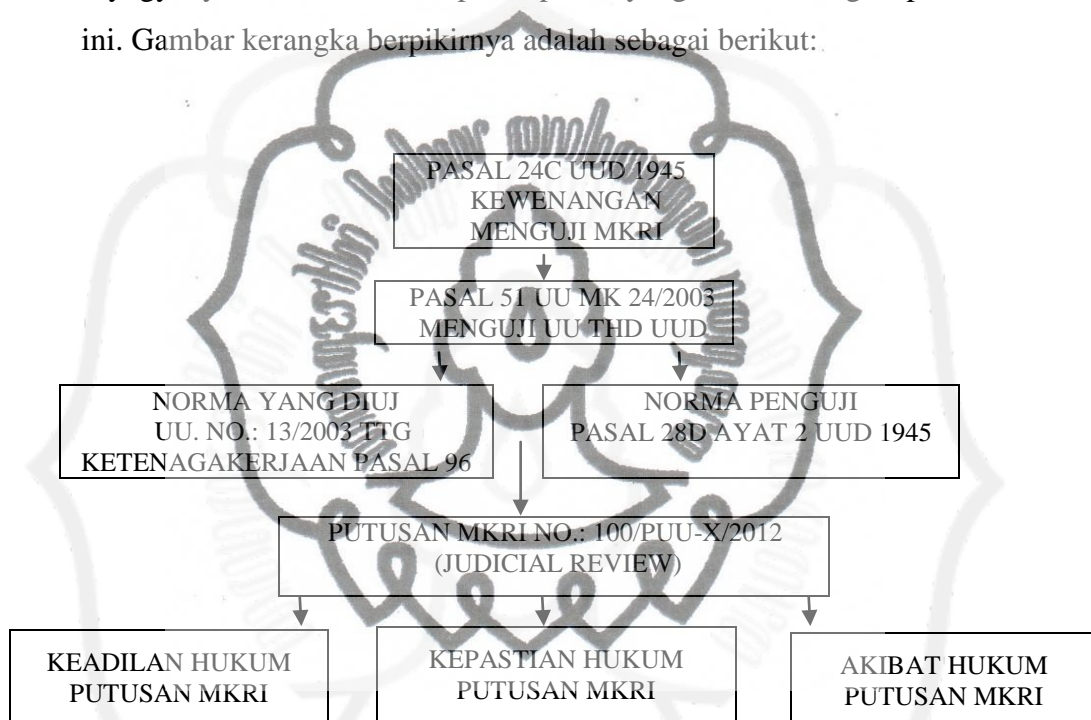 ini. Gambar kerangka berpikirnya adalah sebagai berikut:
PASAL 24C UUD 1945
KEWENANGAN
MENGUJI MKRI
PASAL 51 UU MK 24/2003
MENGUJI UU THD UUD
NORMA YANG DIUJ
UU. NO.: 13/2003 TTG
KETENAGAKERJAAN PASAL 96
NORMA PENGUJI
PASAL 28D AYAT 2 UUD 1945
PUTUSAN MKRI NO.: 100/PUU-X/2012
(JUDICIAL REVIEW)
KEADILAN HUKUM
PUTUSAN MKRI
KEPASTIAN HUKUM
PUTUSAN MKRI
AKIBAT HUKUM
PUTUSAN MKRI